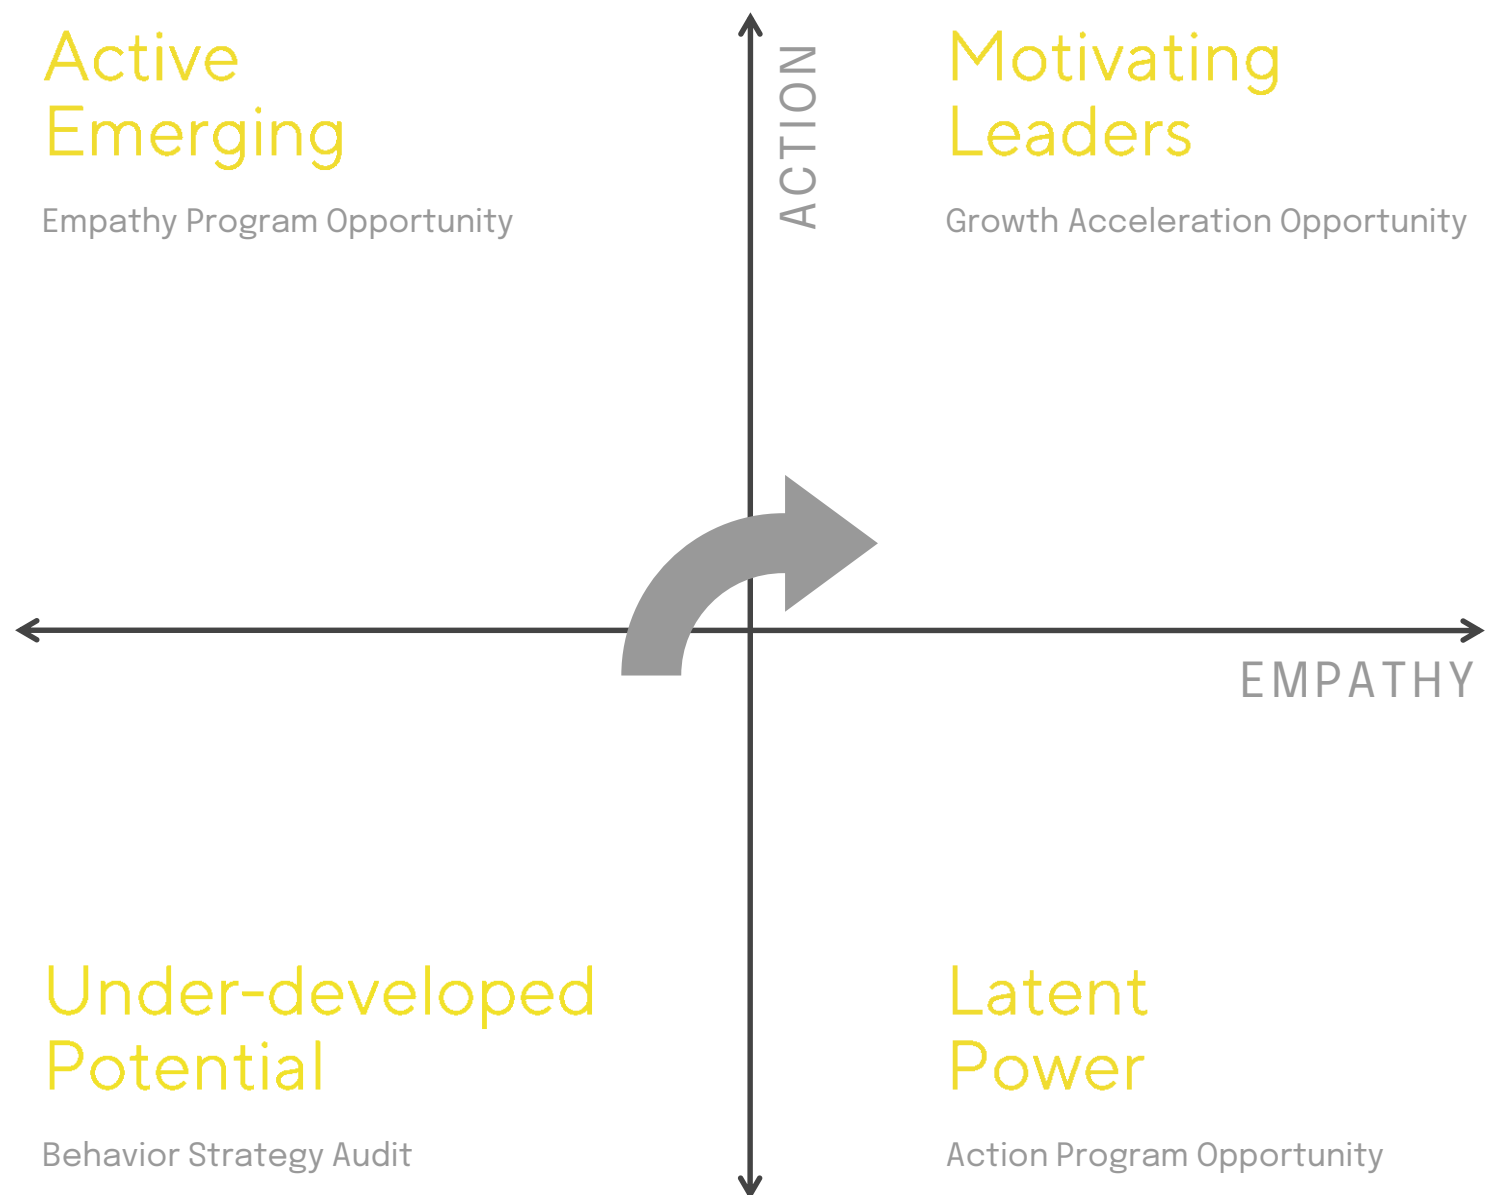 Active
Emerging
Empathy Program Opportunity
ACTION
Motivating
Leaders
Growth Acceleration Opportunity
EMPATHY
Under-developed
Potential
Behavior Strategy Audit
Latent
Power
Action Program Opportunity